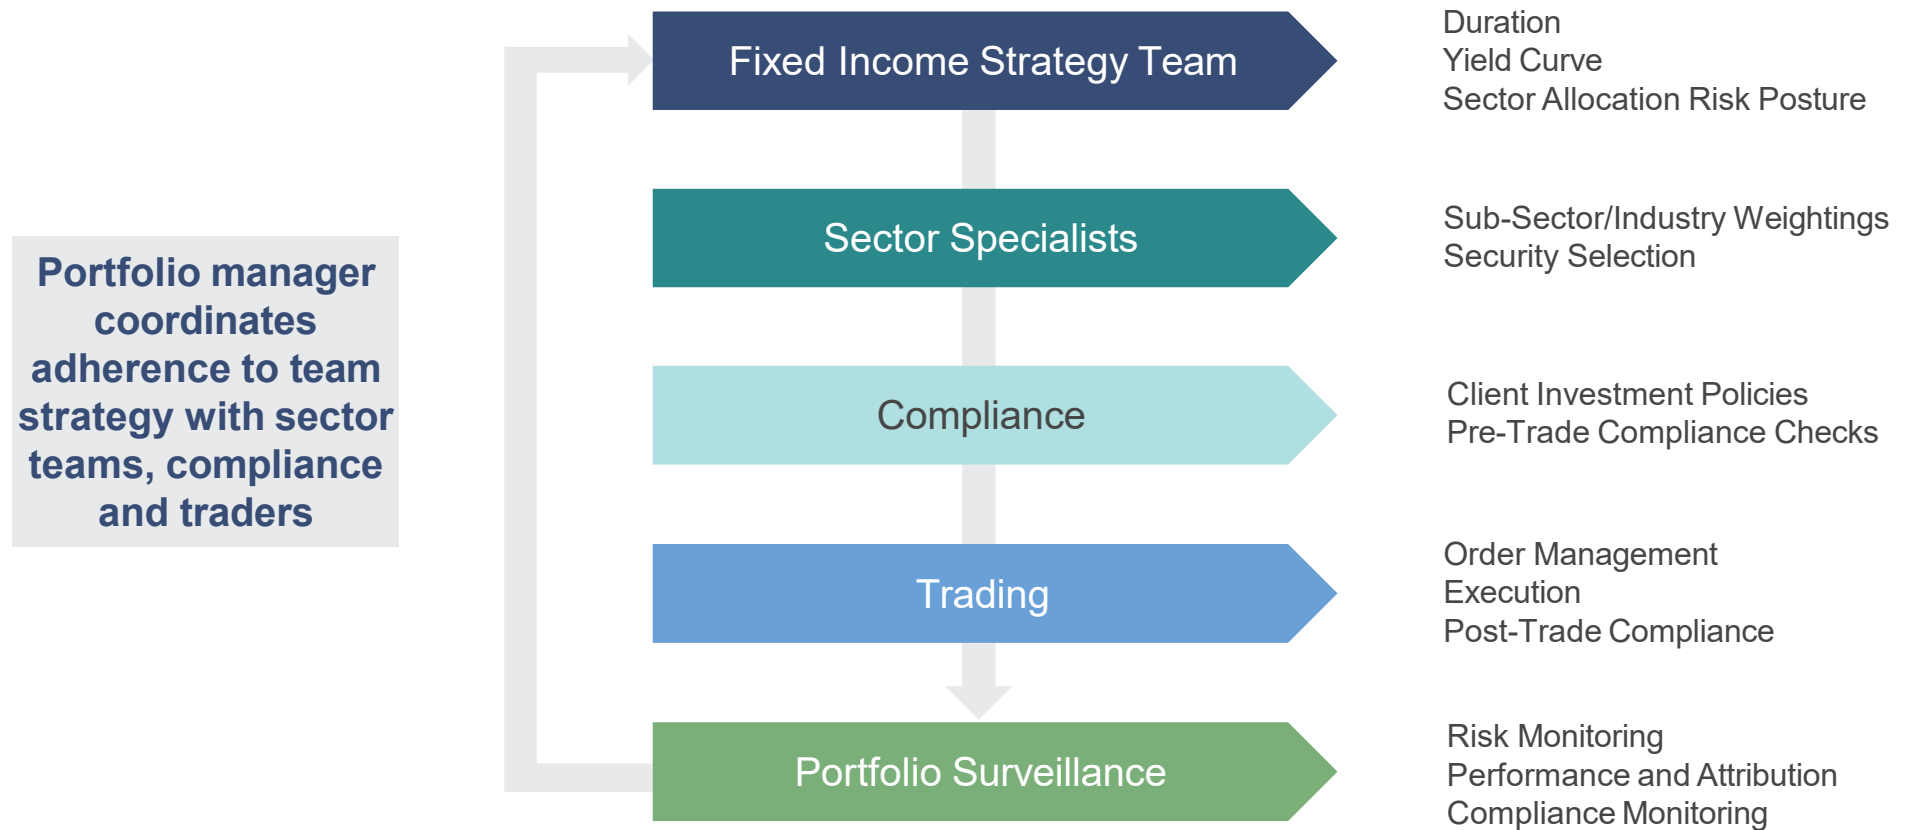 Portfolio manager
coordinates
adherence to team
strategy with sector
teams, compliance
and traders
Fixed Income Strategy Team
Duration
Yield Curve
Sector Allocation Risk Posture
Sector Specialists
Sub-Sector/Industry Weightings
Security Selection
Compliance
Client Investment Policies
Pre-Trade Compliance Checks
Trading
Order Management
Execution
Post-Trade Compliance
Portfolio Surveillance
Risk Monitoring
Performance and Attribution
Compliance Monitoring